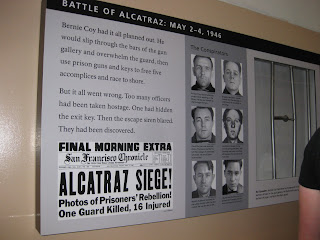 BATTLE OF ALCATRAZ: MAY 2–4, 1946
Bernie Coy had it all planned out. He
would slip through the bars of the gun
gallery and overwhelm the guard, then
use prison guns and keys to free five
accomplices and race to shore.
But it all went wrong. Too many officers
had been taken hostage. One had hidden
the exit key. Then the escape siren blared.
They had been discovered.
The Conspirators
FINAL MORNING EXTRA
San Francisco Chronicle
ALCATRAZ SIEGE!
Photos of Prisoners' Rebellion!
One Guard Killed, 16 Injured